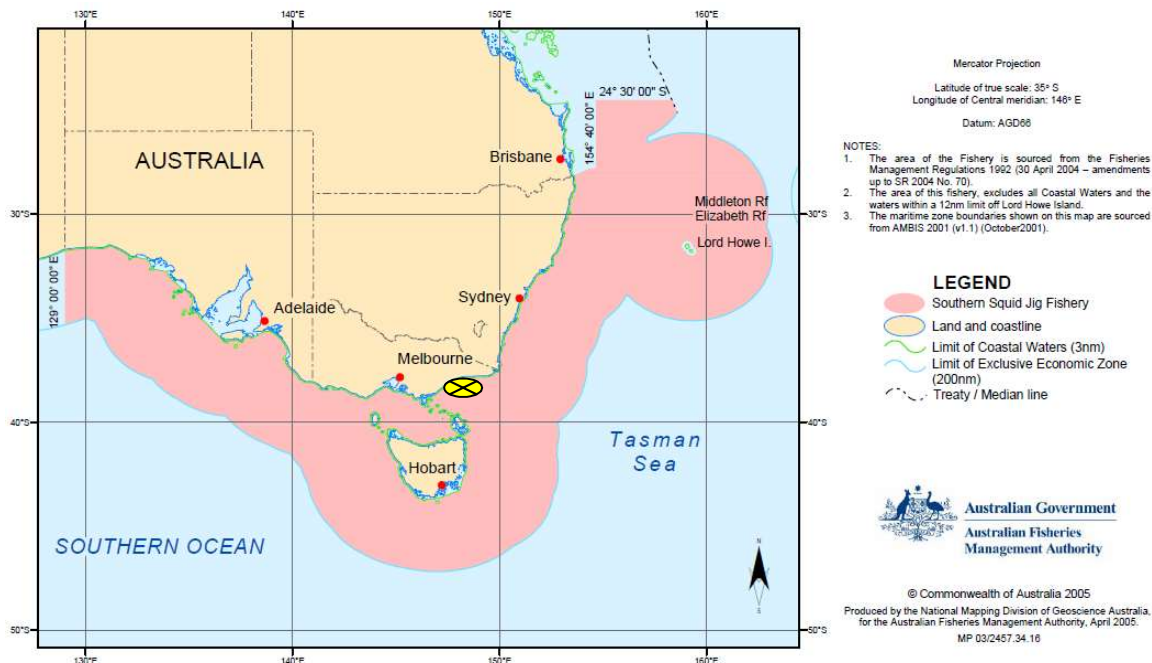 130°E
140°E
150°E
160°E
24° 30' 00" S
154° 40' 00" E
Brisbane
AUSTRALIA
30°S
30°S
Middleton Rf
Elizabeth Rf
Lord Howe I.
129° 00' 00" E
Adelaide
Sydney
Melbourne
40°S
40°S
Tasman
Sea
Hobart
SOUTHERN OCEAN
N
S
50°S
50°S
130°E
140°E
150°E
160°E
Mercator Projection
Latitude of true scale: 35° S
Longitude of Central meridian: 146° E
Datum: AGD66
NOTES:
1. The area of the Fishery is sourced from the Fisheries
Management Regulations 1992 (30 April 2004 – amendments
up to SR 2004 No. 70).
2. The area of this fishery, excludes all Coastal Waters and the
waters within a 12nm limit off Lord Howe Island.
3. The maritime zone boundaries shown on this map are sourced
from AMBIS 2001 (v1.1) (October2001).
LEGEND
Southern Squid Jig Fishery
Land and coastline
Limit of Coastal Waters (3nm)
Limit of Exclusive Economic Zone
(200nm)
Treaty / Median line
Australian Government
Australian Fisheries
Management Authority
© Commonwealth of Australia 2005
Produced by the National Mapping Division of Geoscience Australia,
for the Australian Fisheries Management Authority, April 2005.
MP 03/2457.34.16